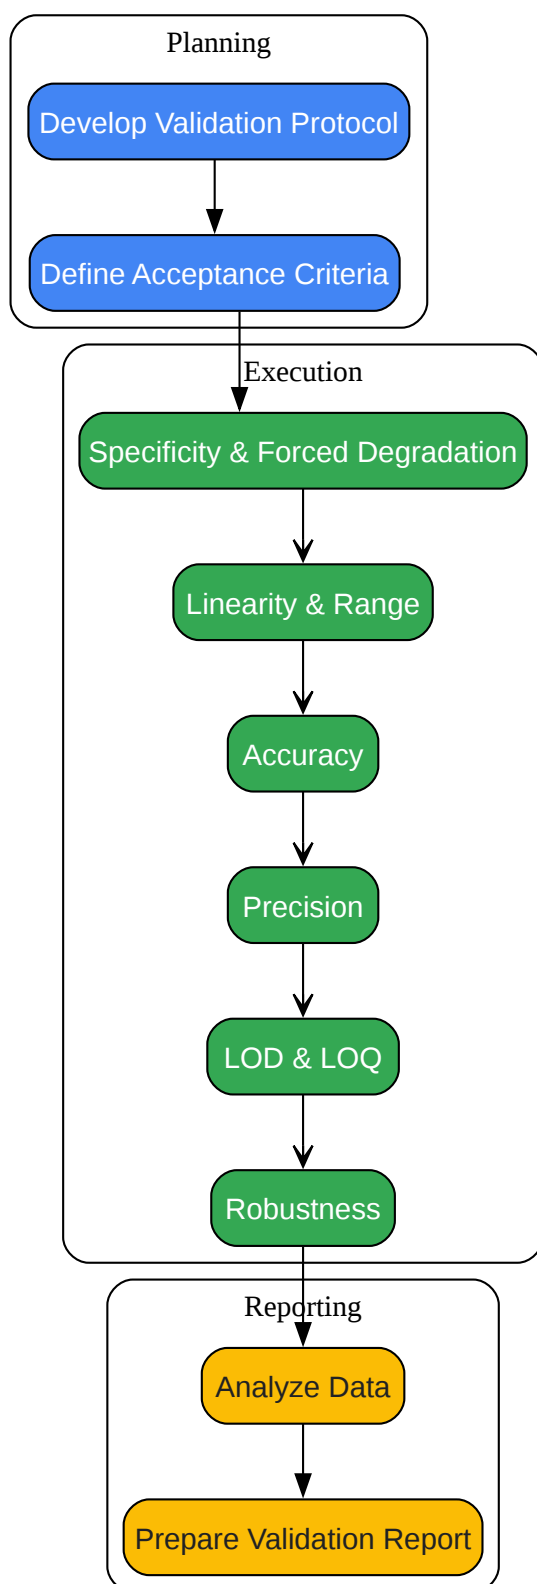 Planning
Develop Validation Protocol
Define Acceptance Criteria
Execution
Specificity & Forced Degradation
Linearity & Range
Accuracy
Precision
LOD & LOQ
Robustness
Reporting
Analyze Data
Prepare Validation Report